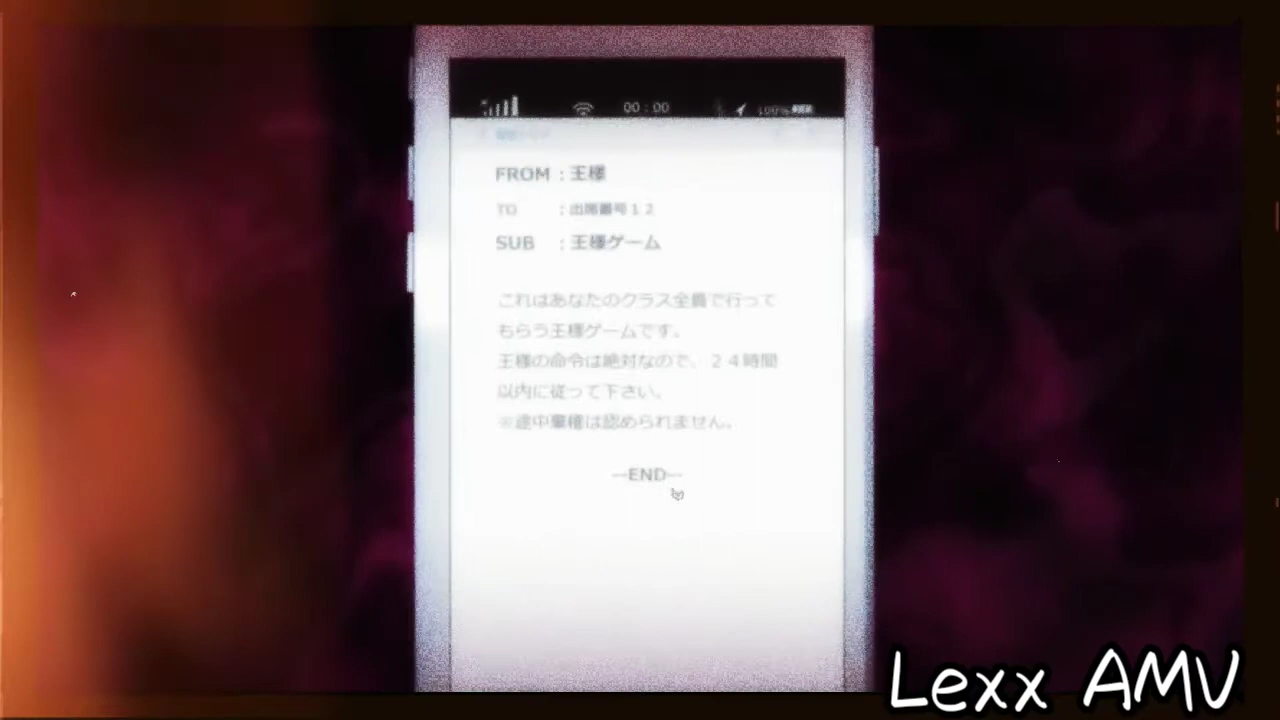 00:00
100%
FROM : 王様
TO : 出席番号12
SUB : 王様ゲーム
これはあなたのクラス全員で行って
もらう王様ゲームです。
王様の命令は絶対なので、24時間
以内に従って下さい。
※途中棄権は認められません。
—END—
Lexx AMV